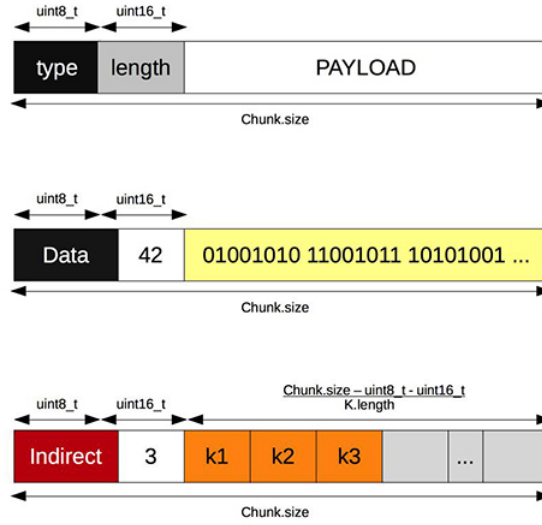 uint8_t uint16_t
type length PAYLOAD
Chunk.size
uint8_t uint16_t
Data 42 01001010 11001011 10101001 ...
Chunk.size
Chunk.size – uint8_t - uint16_t
K.length
uint8_t uint16_t
Indirect 3 k1 k2 k3 ...
Chunk.size